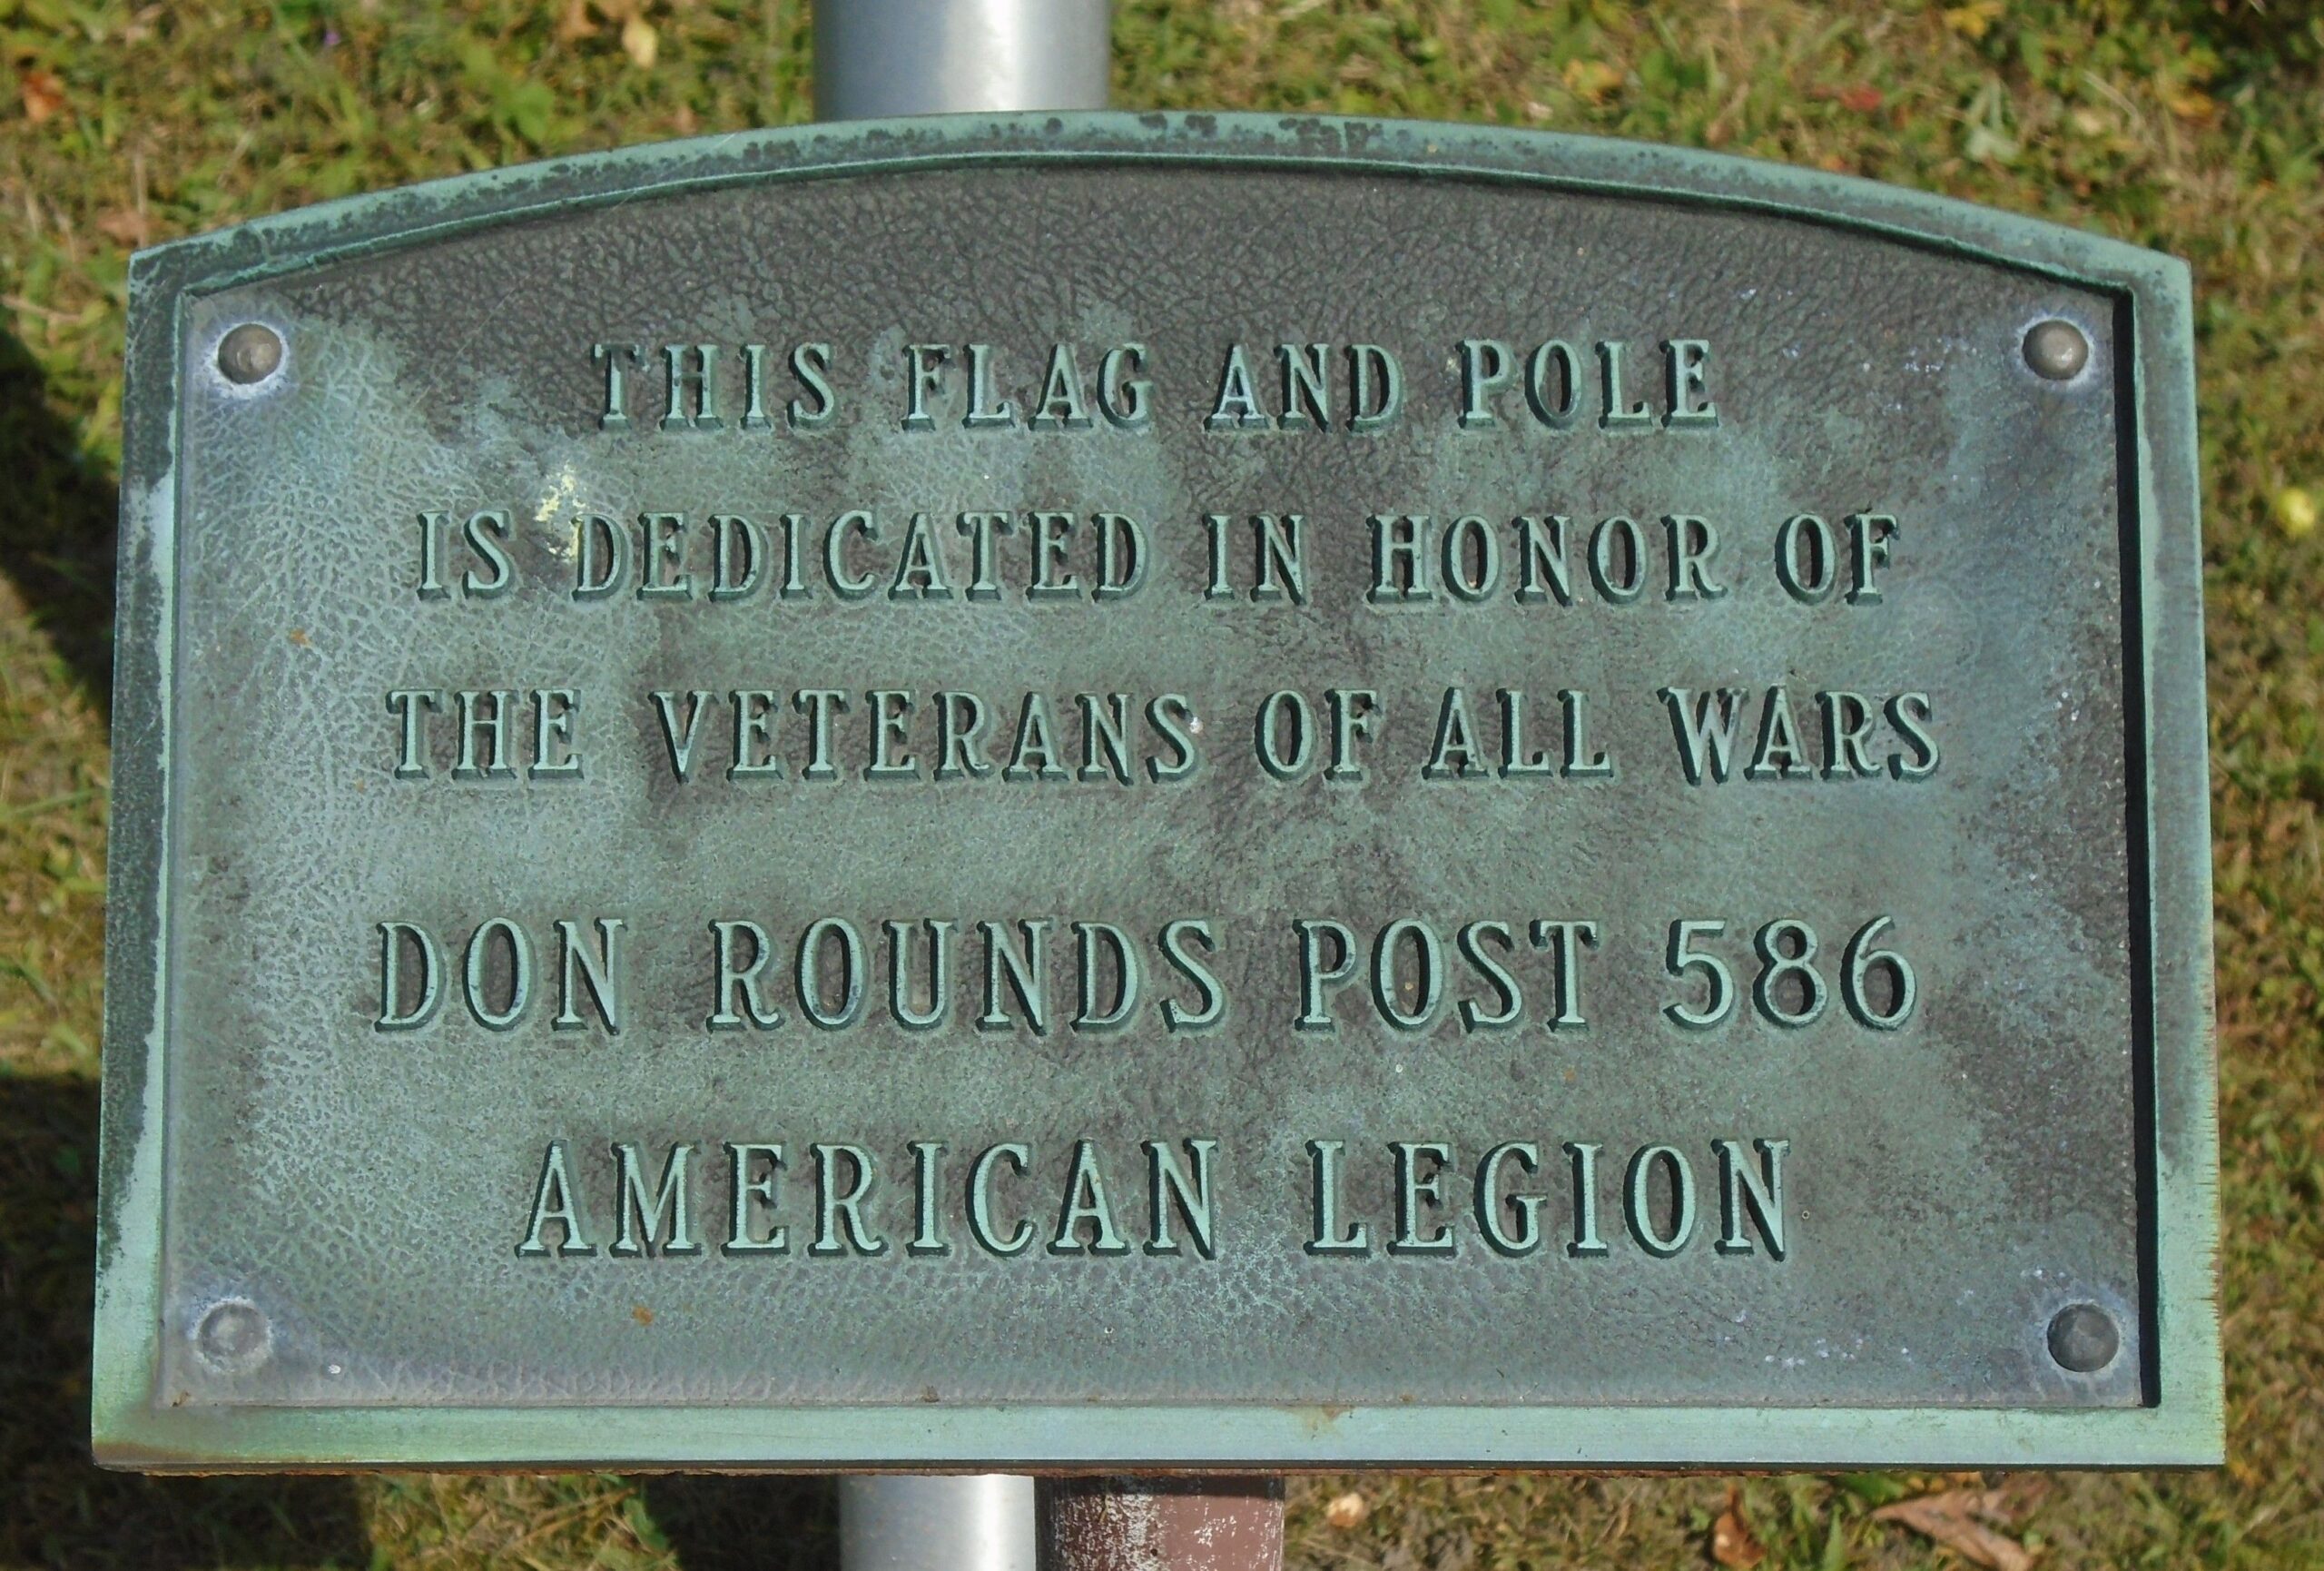 THIS FLAG AND POLE
IS DEDICATED IN HONOR OF
THE VETERANS OF ALL WARS
DON ROUNDS POST 586
AMERICAN LEGION